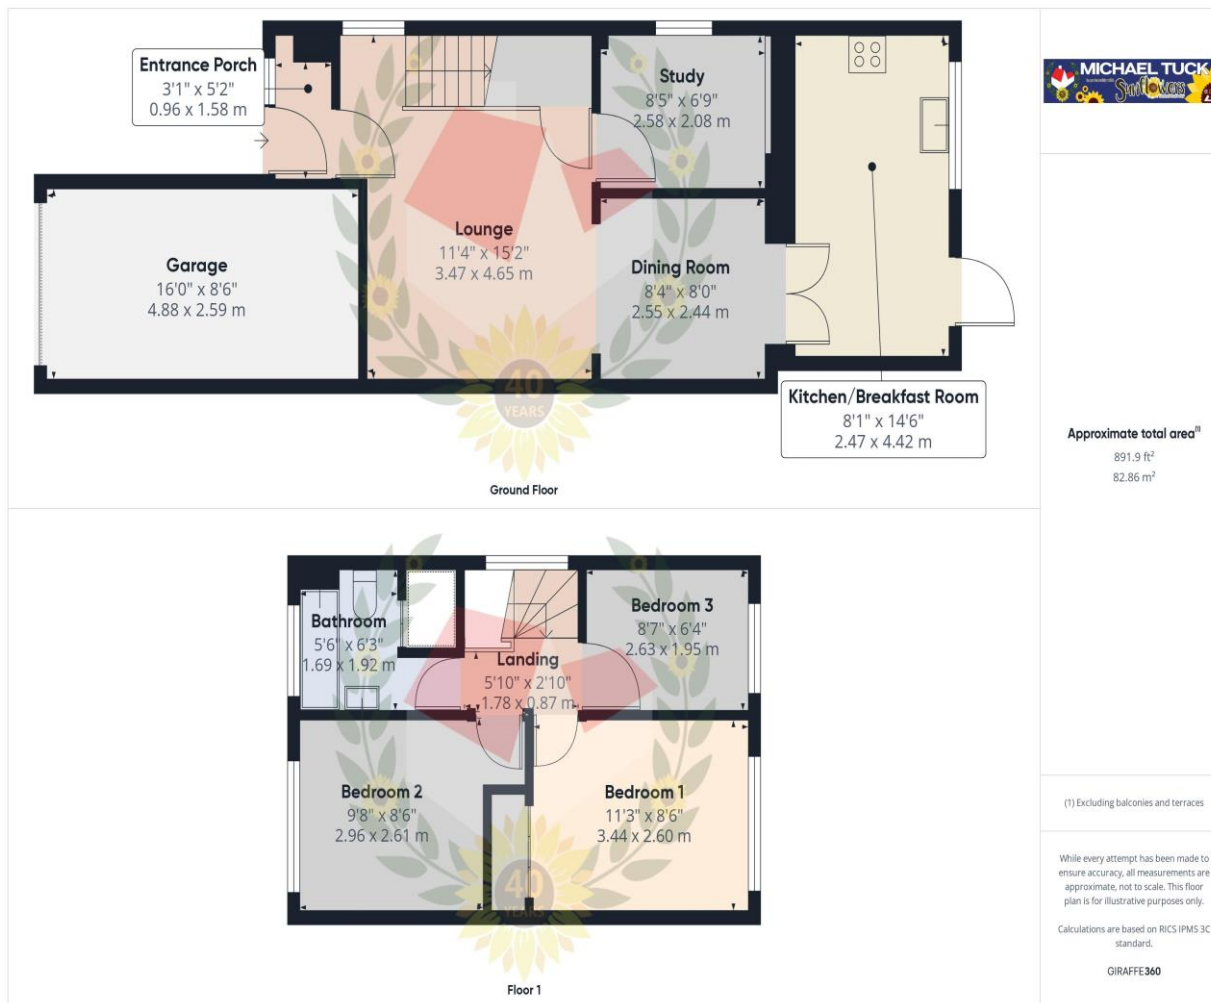 Entrance Porch
3'1" x 5'2"
0.96 x 1.58 m
Study
8'5" x 6'9"
2.58 x 2.08 m
Lounge
11'4" x 15'2"
3.47 x 4.65 m
Garage
16'0" x 8'6"
4.88 x 2.59 m
Dining Room
8'4" x 8'0"
2.55 x 2.44 m
Kitchen/Breakfast Room
8'1" x 14'6"
2.47 x 4.42 m
40
YEARS
Ground Floor
Bathroom
5'6" x 6'3"
1.69 x 1.92 m
Landing
5'10" x 2'10"
1.78 x 0.87 m
Bedroom 3
8'7" x 6'4"
2.63 x 1.95 m
Bedroom 2
9'8" x 8'6"
2.96 x 2.61 m
Bedroom 1
11'3" x 8'6"
3.44 x 2.60 m
40
YEARS
Floor 1
MICHAEL TUCK
Sunflowers
Approximate total area(1)
891.9 ft²
82.86 m²
(1) Excluding balconies and terraces
While every attempt has been made to
ensure accuracy, all measurements are
approximate, not to scale. This floor
plan is for illustrative purposes only.
Calculations are based on RICS IPMS 3C
standard.
GIRAFFE360